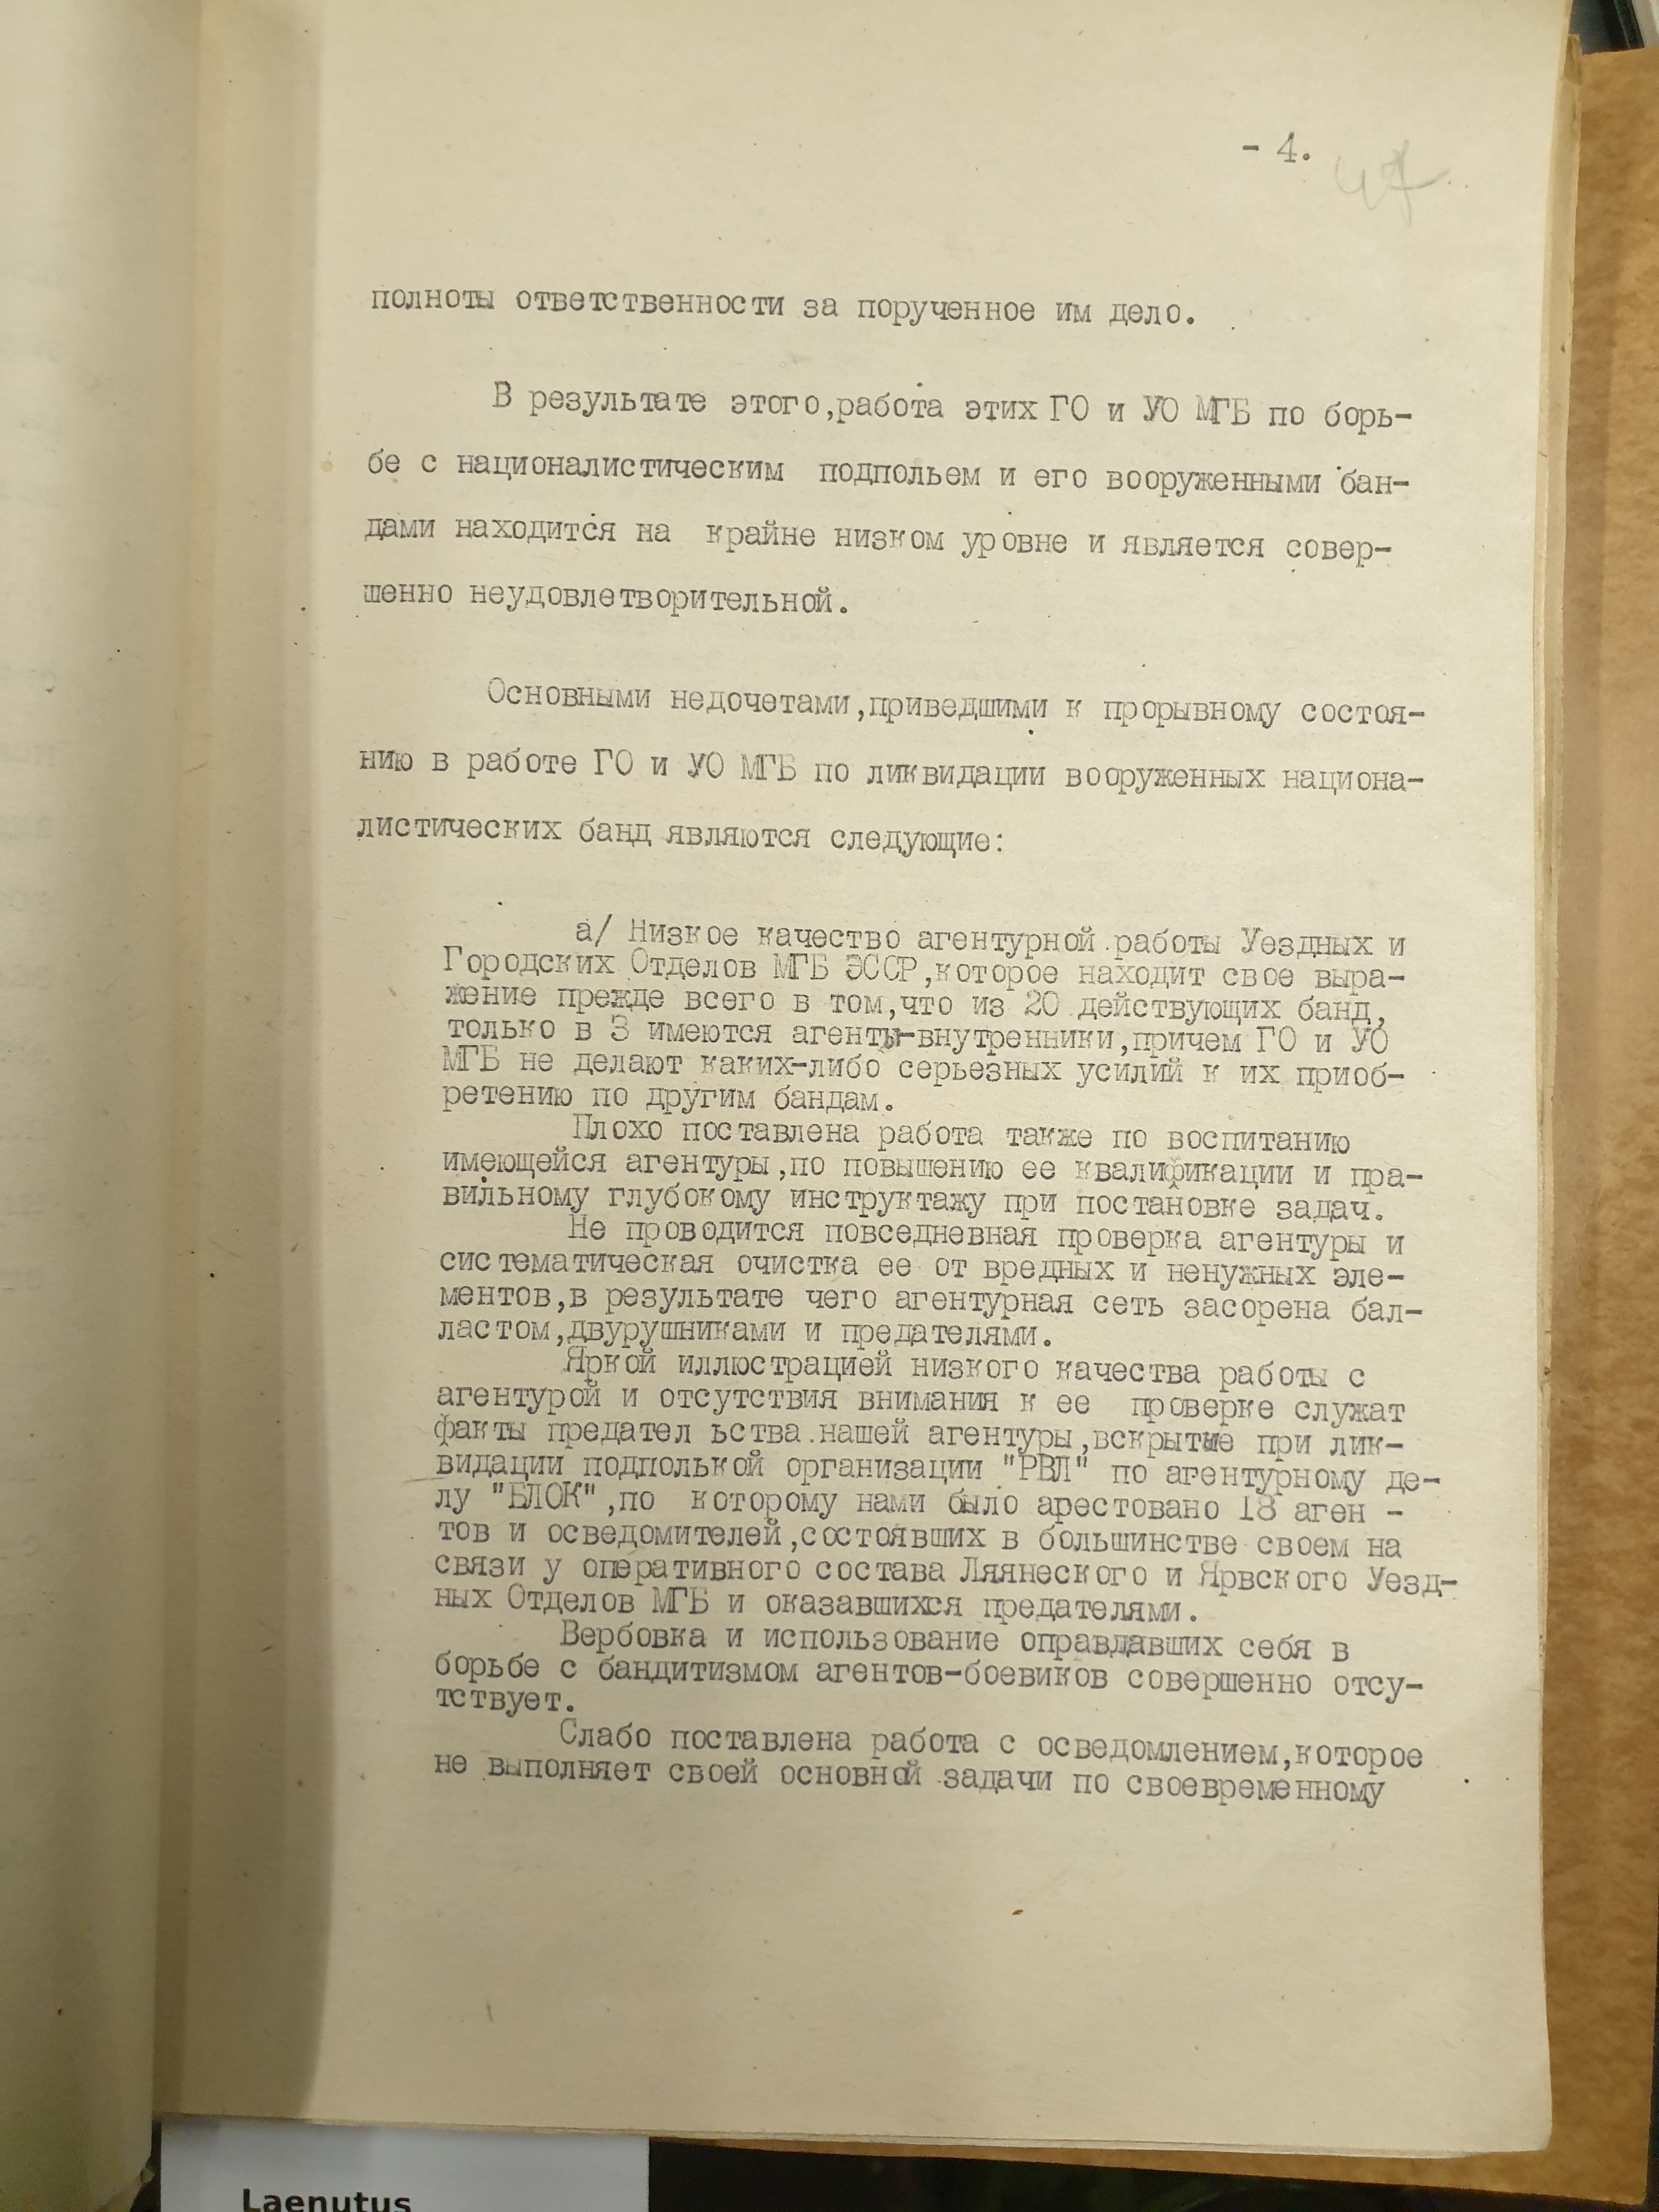 - 4.
47
полноты ответственности за порученное им дело.
В результате этого,работа этих ГО и УО МГБ по борь-
бе с националистическим подпольем и его вооруженными бан-
дами находится на крайне низком уровне и является совер-
шенно неудовлетворительной.
Основными недочетами,приведшими к прорывному состоя-
нию в работе ГО и УО МГБ по ликвидации вооруженных национа-
листических банд являются следующие:
а/ Низкое качество агентурной работы Уездных и
Городских Отделов МГБ ЭССР,которое находит свое выра-
жение прежде всего в том,что из 20 действующих банд,
только в 3 имеются агенты-внутренники,причем ГО и УО
МГБ не делают каких-либо серьезных усилий к их приоб-
ретению по другим бандам.
Плохо поставлена работа также по воспитанию
имеющейся агентуры,по повышению ее квалификации и пра-
вильному глубокому инструктажу при постановке задач.
Не проводится повседневная проверка агентуры и
систематическая очистка ее от вредных и ненужных эле-
ментов,в результате чего агентурная сеть засорена бал-
ластом,двурушниками и предателями.
Яркой иллюстрацией низкого качества работы с
агентурой и отсутствия внимания к ее проверке служат
факты предател ьства нашей агентуры,вскрытые при лик-
видации подполькой организации "РВЛ" по агентурному де-
лу "БЛОК",по которому нами было арестовано 18 аген -
тов и осведомителей,состоявших в большинстве своем на
связи у оперативного состава Ляянеского и Ярвского Уезд-
ных Отделов МГБ и оказавшихся предателями.
Вербовка и использование оправдавших себя в
борьбе с бандитизмом агентов-боевиков совершенно отсу-
тствует.
Слабо поставлена работа с осведомлением,которое
не выполняет своей основной задачи по своевременному
Laenutus